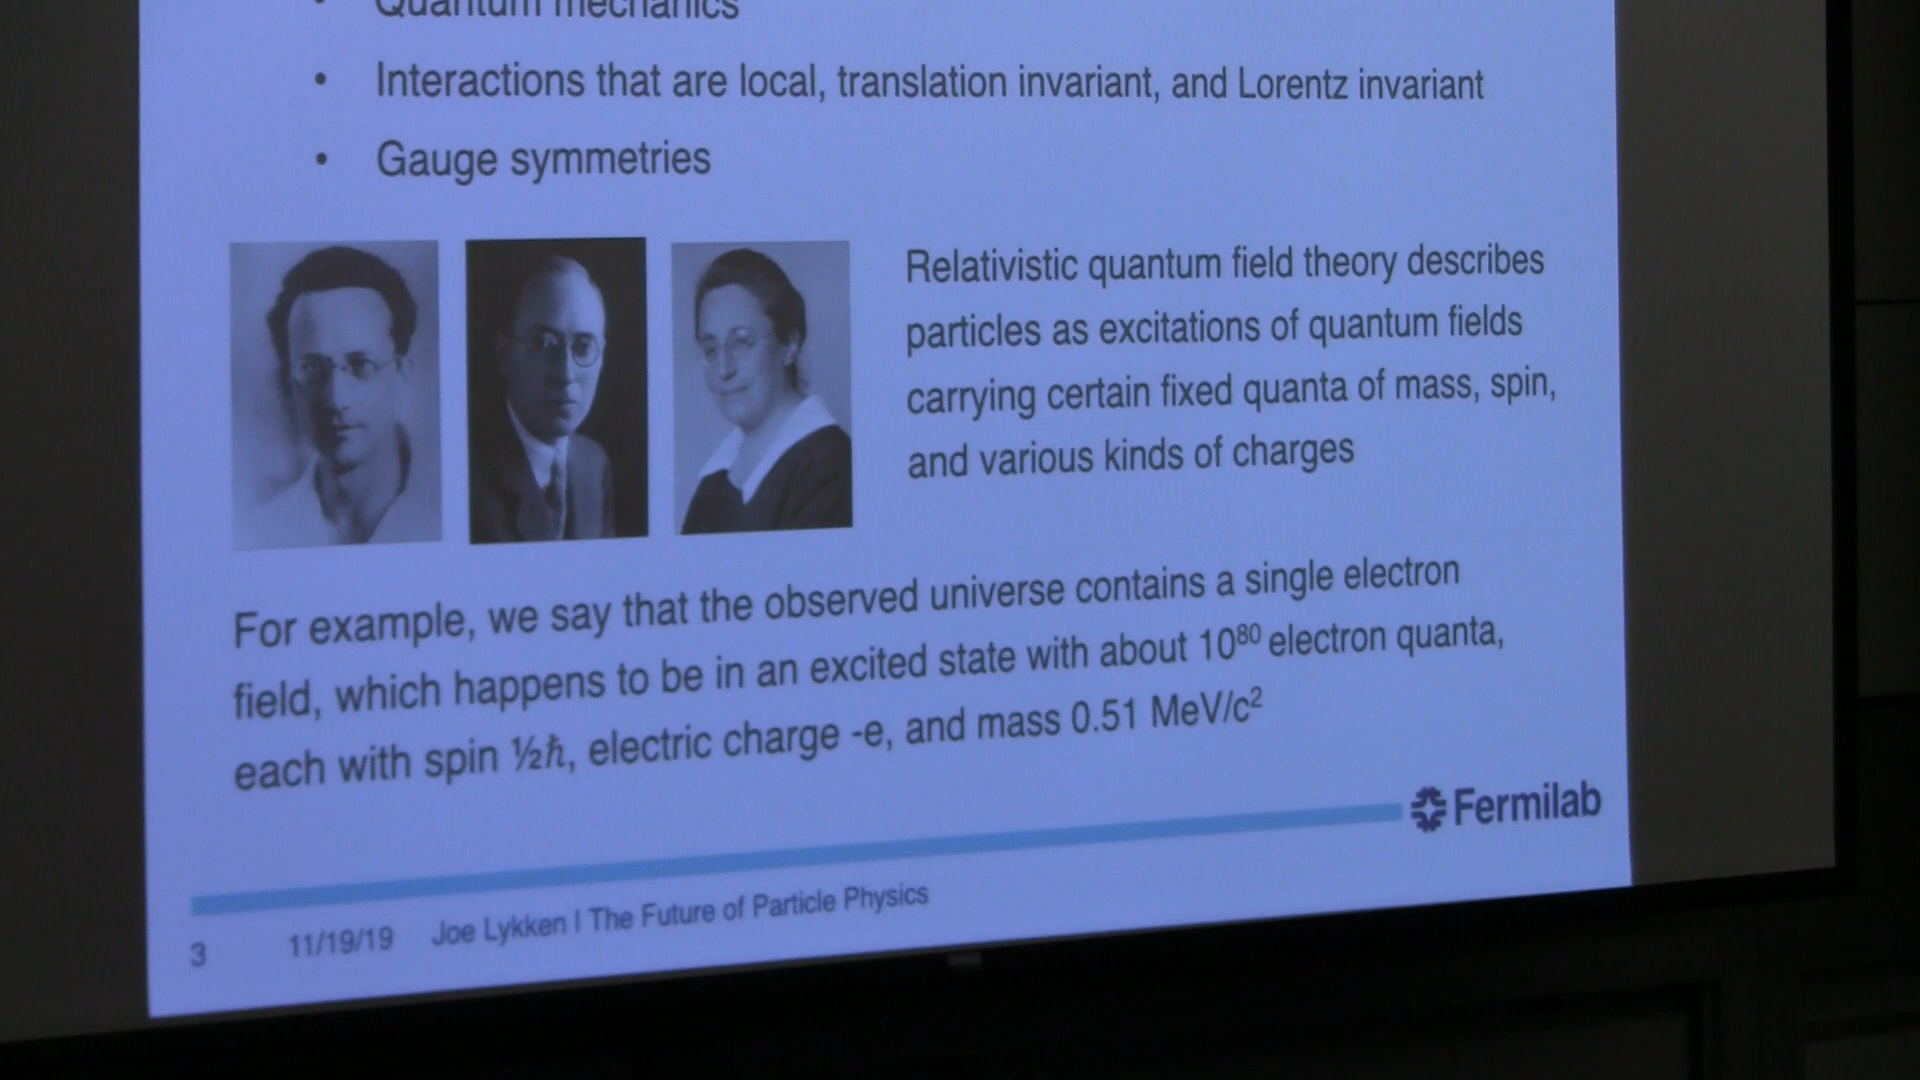 Quantum mechanics
• Interactions that are local, translation invariant, and Lorentz invariant
• Gauge symmetries
Relativistic quantum field theory describes
particles as excitations of quantum fields
carrying certain fixed quanta of mass, spin,
and various kinds of charges
For example, we say that the observed universe contains a single electron
field, which happens to be in an excited state with about 10⁸⁰ electron quanta,
each with spin ½ℏ, electric charge -e, and mass 0.51 MeV/c²
Fermilab
3 11/19/19 Joe Lykken | The Future of Particle Physics